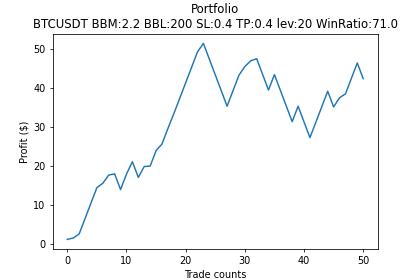 Portfolio
BTCUSDT BBM:2.2 BBL:200 SL:0.4 TP:0.4 lev:20 WinRatio:71.0
50
40
30
20
10
0
Profit ($)
0 10 20 30 40 50
Trade counts